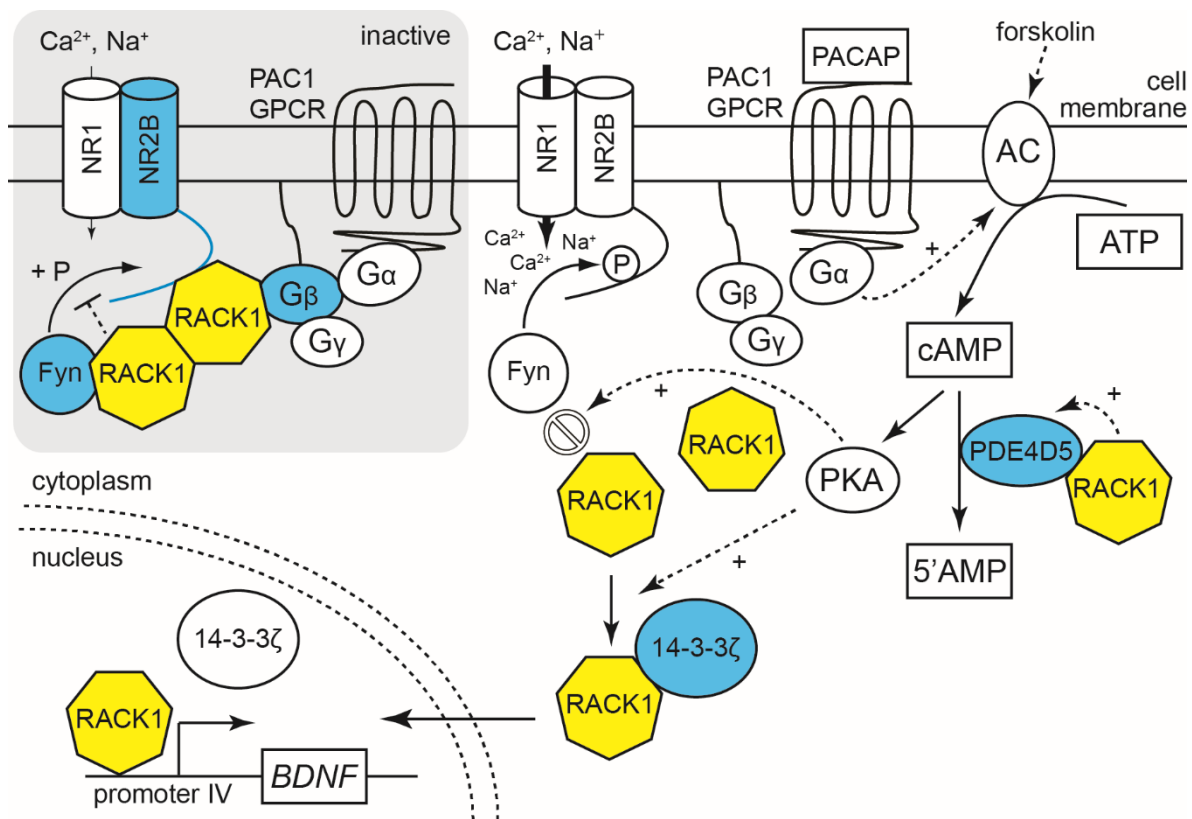 Ca²⁺, Na⁺
inactive
NR1
NR2B
PAC1
GPCR
+ P
Fyn
RACK1
RACK1
Gβ
Gα
Gγ
Ca²⁺, Na⁺
NR1
NR2B
PAC1
GPCR
PACAP
forskolin
cell
membrane
AC
ATP
Ca²⁺
Na⁺
Ca²⁺
Na⁺
P
Fyn
Gβ
Gα
Gγ
+
cAMP
+
RACK1
RACK1
PKA
PDE4D5
+
RACK1
5'AMP
+
14-3-3ζ
RACK1
cytoplasm
nucleus
14-3-3ζ
RACK1
promoter IV
BDNF